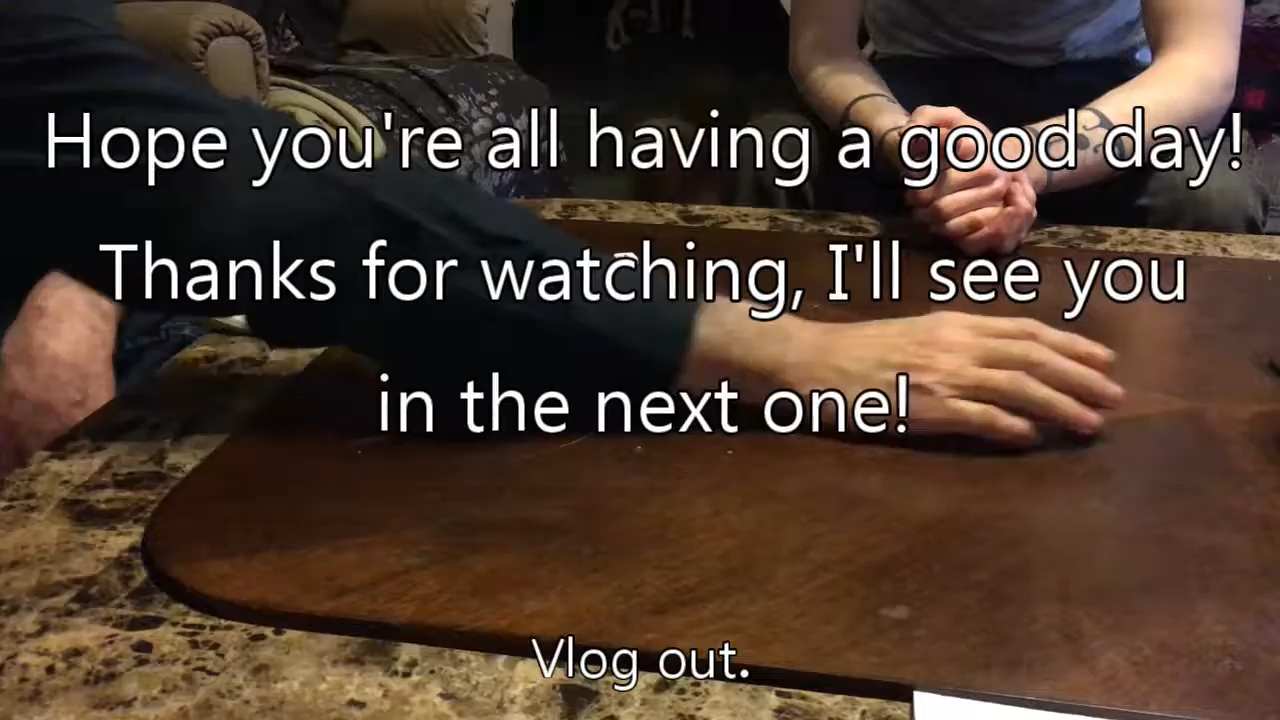 Hope you're all having a good day!
Thanks for watching, I'll see you
in the next one!
Vlog out.